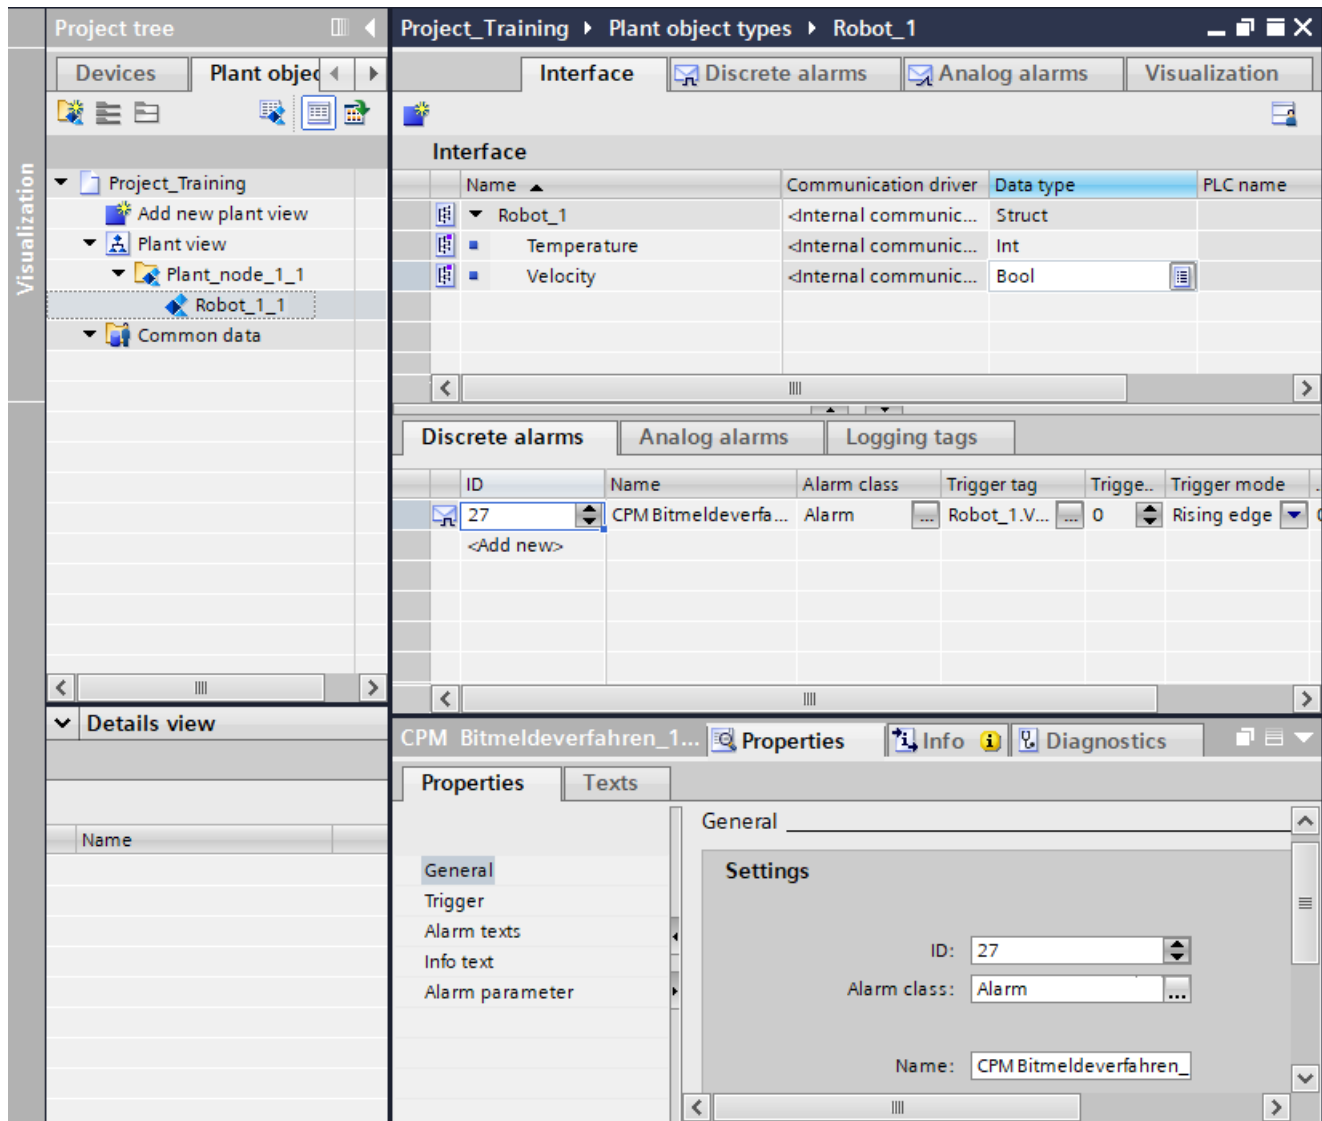 Visualization
Project tree
Devices
Plant objec
Project_Training
Add new plant view
Plant view
Plant_node_1_1
Robot_1_1
Common data
Details view
Name
Project_Training Plant object types Robot_1
Interface Discrete alarms Analog alarms Visualization
Interface
Name Communication driver Data type PLC name
Robot_1 <Internal communic... Struct
Temperature <Internal communic... Int
Velocity <Internal communic... Bool
Discrete alarms Analog alarms Logging tags
ID Name Alarm class Trigger tag Trigge.. Trigger mode
27 CPM Bitmeldeverfa... Alarm ... Robot_1.V... ... 0 Rising edge
<Add new>
CPM Bitmeldeverfahren_1... Properties Info Diagnostics
Properties Texts
General
Trigger
Alarm texts
Info text
Alarm parameter
General
Settings
ID: 27
Alarm class: Alarm ...
Name: CPM Bitmeldeverfahren_